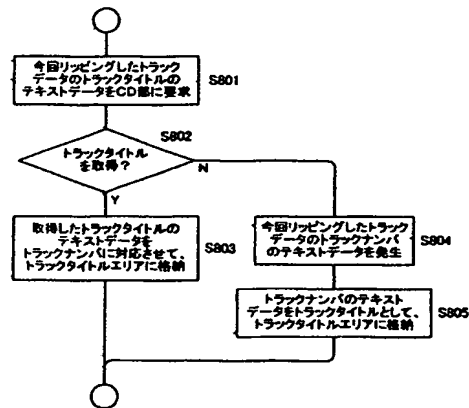 今回リッピングしたトラック
データのトラックタイトルの
テキストデータをCD部に要求
S801
S802
トラックタイトル
を取得？
N
Y
取得したトラックタイトルの
テキストデータを
トラックナンバに対応させて、
トラックタイトルエリアに格納
S803
今回リッピングしたトラック
データのトラックナンバ
のテキストデータを発生
S804
トラックナンバのテキスト
データをトラックタイトルとして、
トラックタイトルエリアに格納
S805